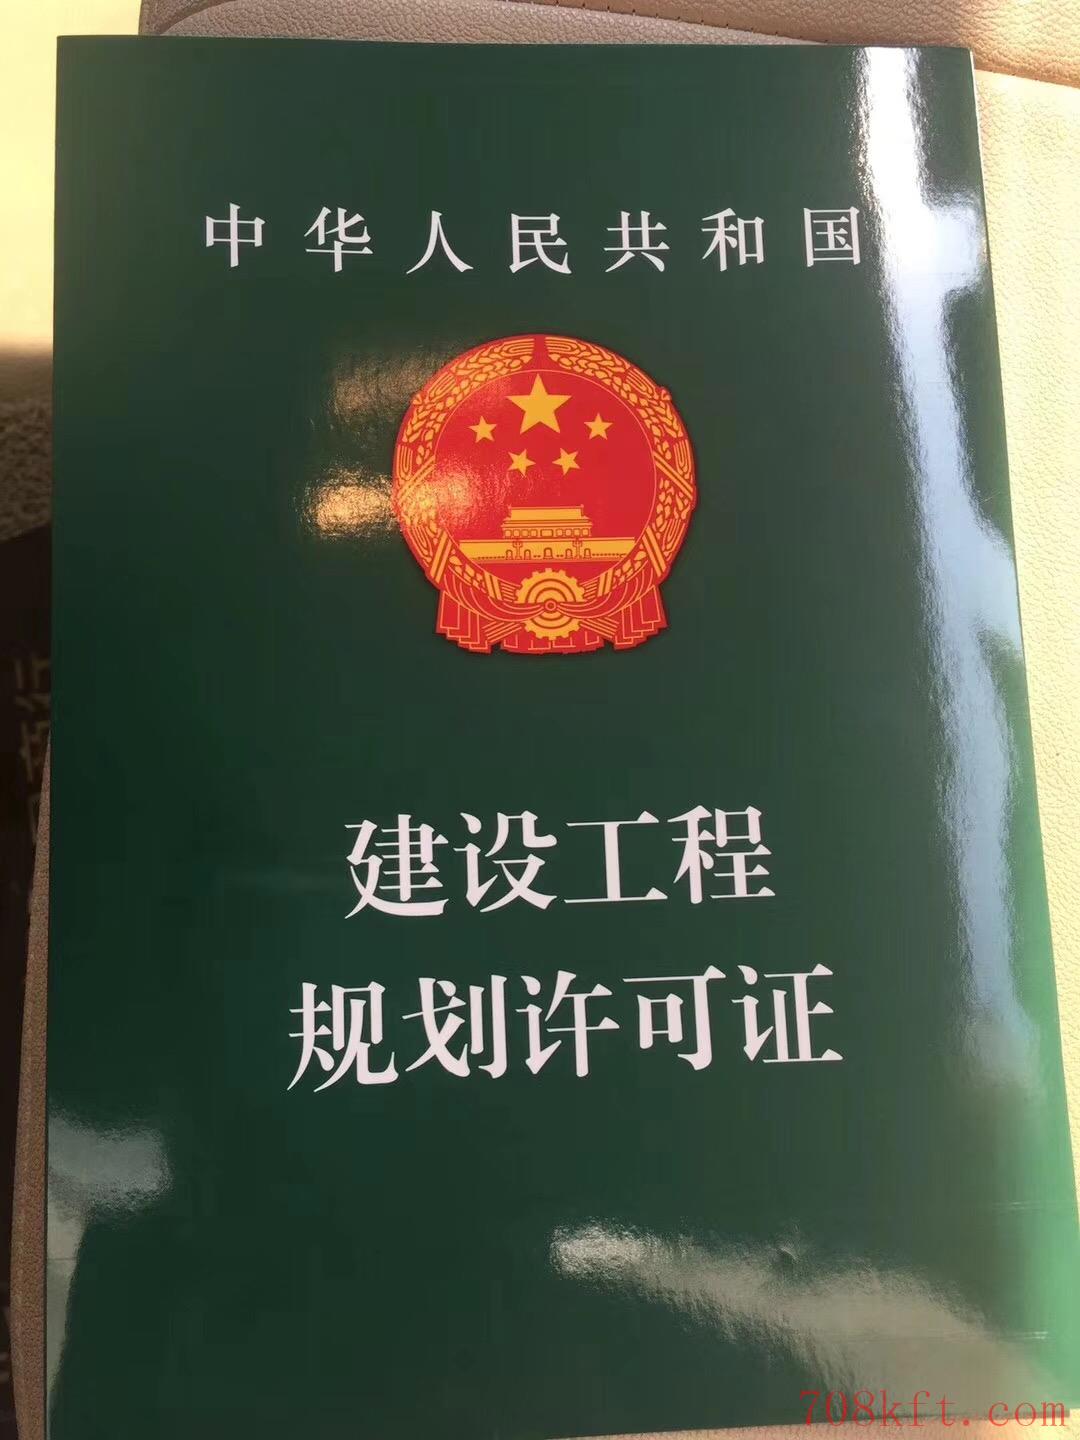 中华人民共和国
建设工程
规划许可证
708kft.com